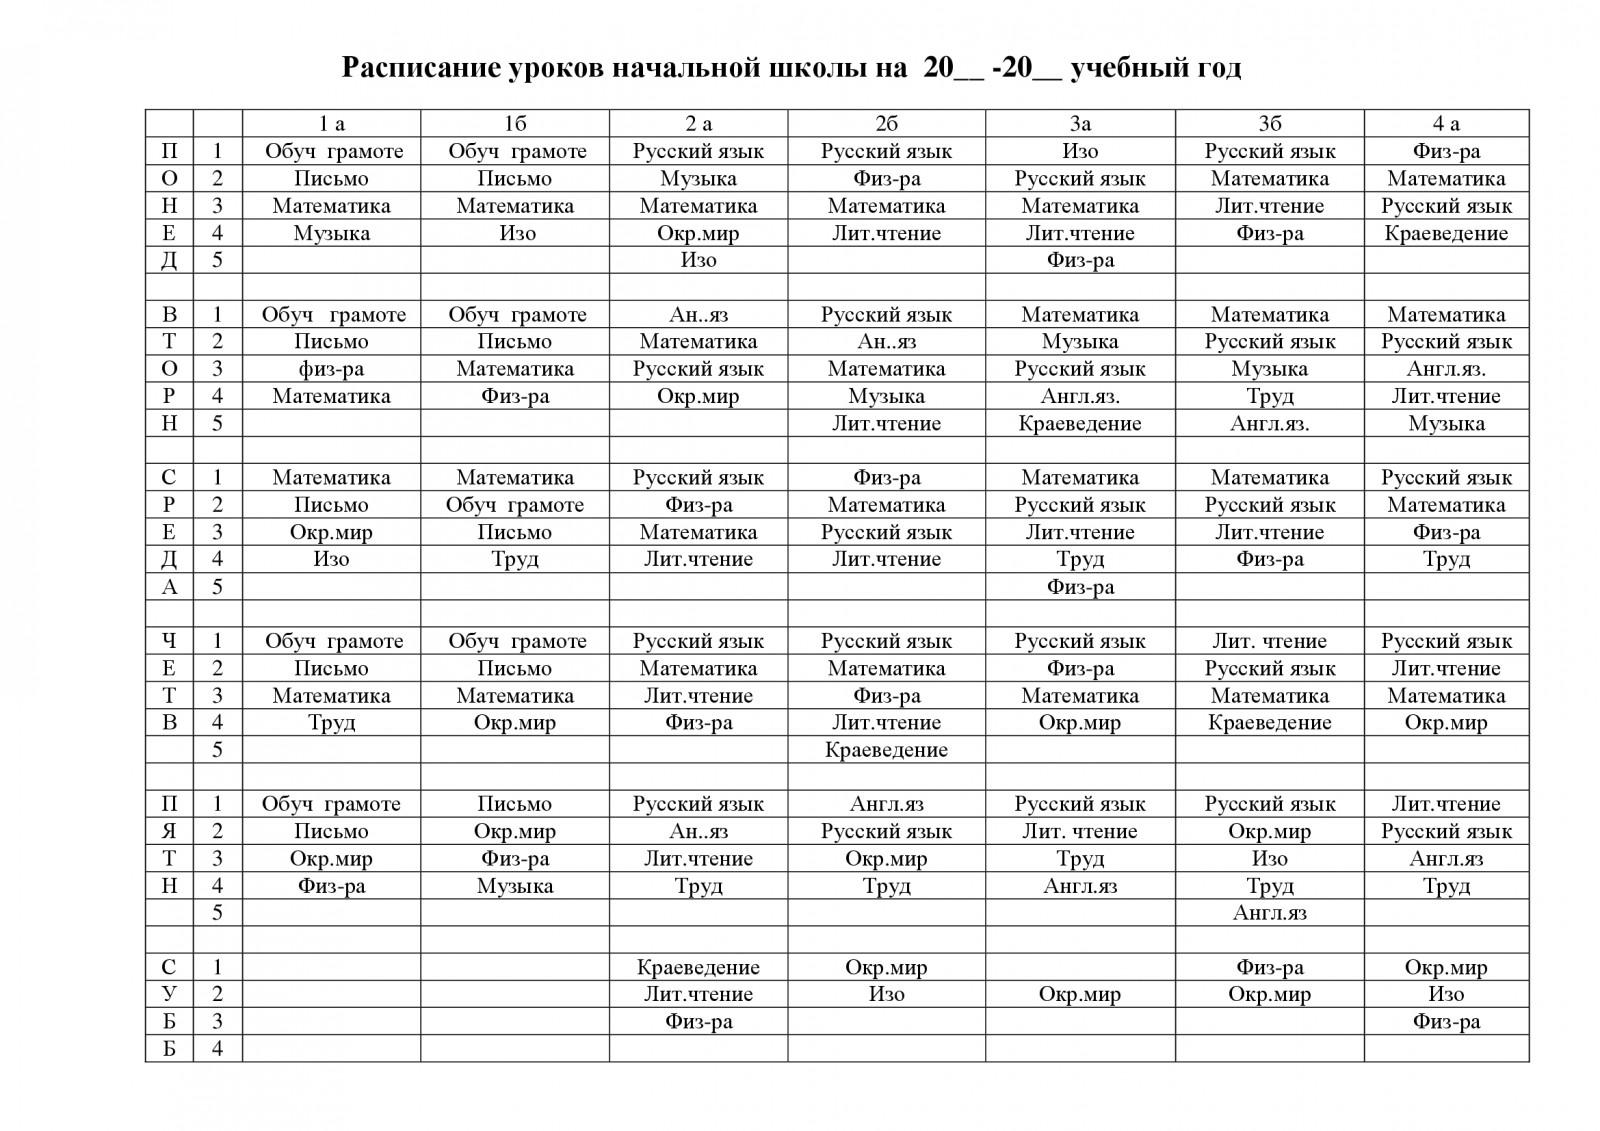 Расписание уроков начальной школы на 20__ -20__ учебный год
1 а 1б 2 а 2б 3а 3б 4 а
П 1 Обуч грамоте Обуч грамоте Русский язык Русский язык Изо Русский язык Физ-ра
О 2 Письмо Письмо Музыка Физ-ра Русский язык Математика Математика
Н 3 Математика Математика Математика Математика Математика Лит.чтение Русский язык
Е 4 Музыка Изо Окр.мир Лит.чтение Лит.чтение Физ-ра Краеведение
Д 5 Изо Физ-ра
В 1 Обуч грамоте Обуч грамоте Ан..яз Русский язык Математика Математика Математика
Т 2 Письмо Письмо Математика Ан..яз Музыка Русский язык Русский язык
О 3 физ-ра Математика Русский язык Математика Русский язык Музыка Англ.яз.
Р 4 Математика Физ-ра Окр.мир Музыка Англ.яз. Труд Лит.чтение
Н 5 Лит.чтение Краеведение Англ.яз. Музыка
С 1 Математика Математика Русский язык Физ-ра Математика Математика Русский язык
Р 2 Письмо Обуч грамоте Физ-ра Математика Русский язык Русский язык Математика
Е 3 Окр.мир Письмо Математика Русский язык Лит.чтение Лит.чтение Физ-ра
Д 4 Изо Труд Лит.чтение Лит.чтение Труд Физ-ра Труд
А 5 Физ-ра
Ч 1 Обуч грамоте Обуч грамоте Русский язык Русский язык Русский язык Лит. чтение Русский язык
Е 2 Письмо Письмо Математика Математика Физ-ра Русский язык Лит.чтение
Т 3 Математика Математика Лит.чтение Физ-ра Математика Математика Математика
В 4 Труд Окр.мир Физ-ра Лит.чтение Окр.мир Краеведение Окр.мир
5 Краеведение
П 1 Обуч грамоте Письмо Русский язык Англ.яз Русский язык Русский язык Лит.чтение
Я 2 Письмо Окр.мир Ан..яз Русский язык Лит. чтение Окр.мир Русский язык
Т 3 Окр.мир Физ-ра Лит.чтение Окр.мир Труд Изо Англ.яз
Н 4 Физ-ра Музыка Труд Труд Англ.яз Труд Труд
5 Англ.яз
С 1 Краеведение Окр.мир Физ-ра Окр.мир
У 2 Лит.чтение Изо Окр.мир Окр.мир Изо
Б 3 Физ-ра Физ-ра
Б 4